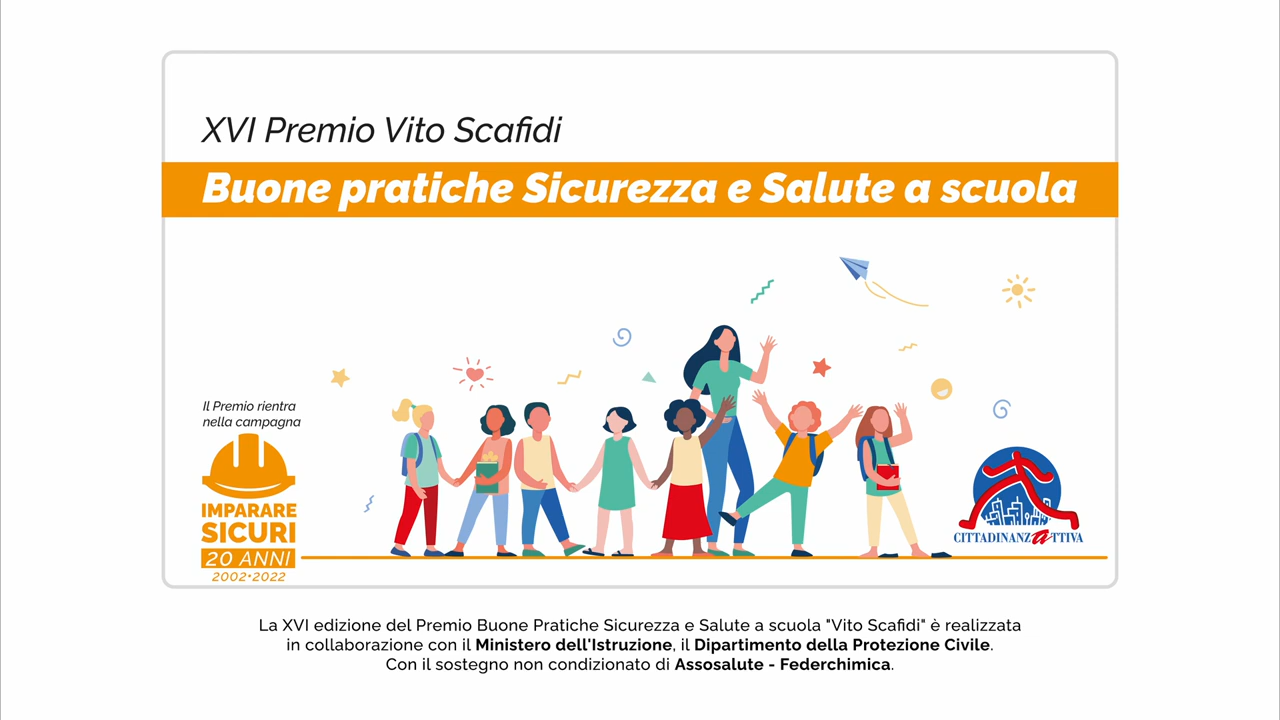 XVI Premio Vito Scafidi
Buone pratiche Sicurezza e Salute a scuola
Il Premio rientra
nella campagna
IMPARARE
SICURI
20 ANNI
2002•2022
CITTADINANZATTIVA
La XVI edizione del Premio Buone Pratiche Sicurezza e Salute a scuola "Vito Scafidi" è realizzata
in collaborazione con il Ministero dell'Istruzione, il Dipartimento della Protezione Civile.
Con il sostegno non condizionato di Assosalute - Federchimica.